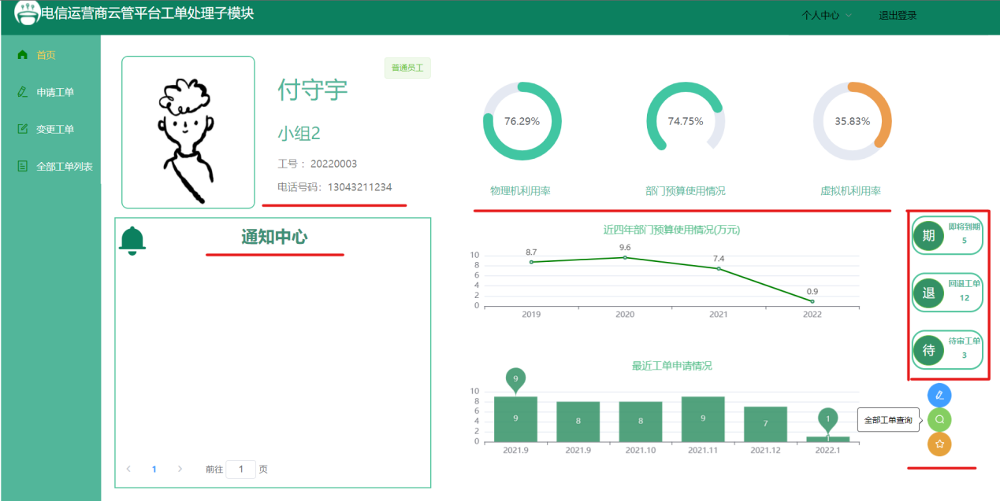 电信运营商云管平台工单处理子模块
个人中心
退出登录
首页
申请工单
变更工单
全部工单列表
普通员工
付守宇
小组2
工号： 20220003
电话号码：13043211234
76.29%
74.75%
35.83%
物理机利用率
部门预算使用情况
虚拟机利用率
通知中心
前往 1 页
1
近四年部门预算使用情况(万元)
10
8
6
4
2
0
8.7
9.6
7.4
0.9
2019
2020
2021
2022
最近工单申请情况
10
8
6
4
2
0
9
1
9
8
8
9
7
1
2021.9
2021.9
2021.10
2021.11
2021.12
2022.1
期
即将到期
5
退
回退工单
12
待
待审工单
3
全部工单查询